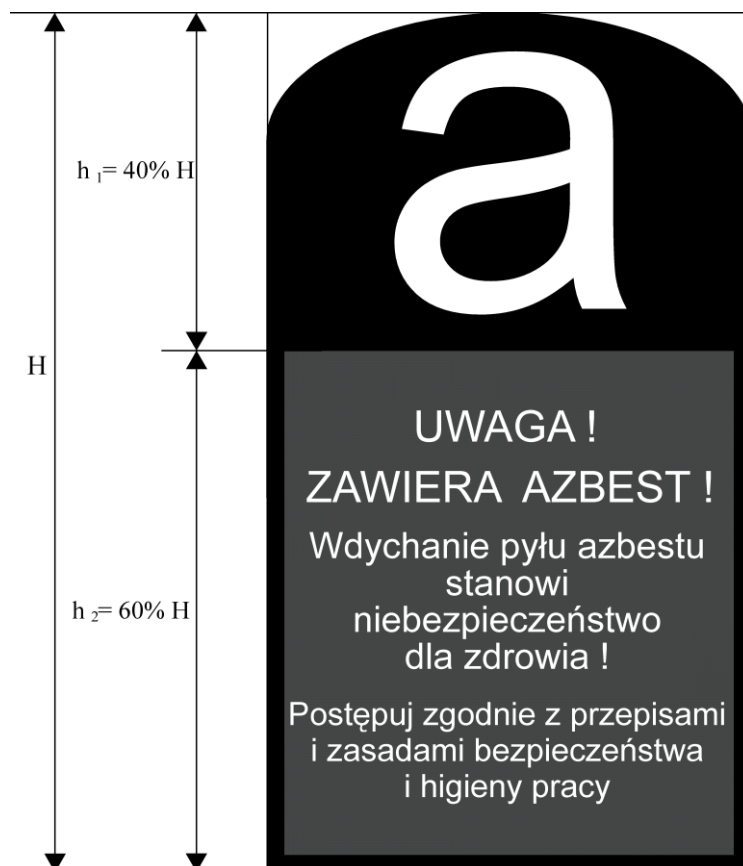 a
h 1= 40% H
H
UWAGA !
ZAWIERA AZBEST !
Wdychanie pyłu azbestu
stanowi
niebezpieczeństwo
dla zdrowia !
h 2= 60% H
Postępuj zgodnie z przepisami
i zasadami bezpieczeństwa
i higieny pracy